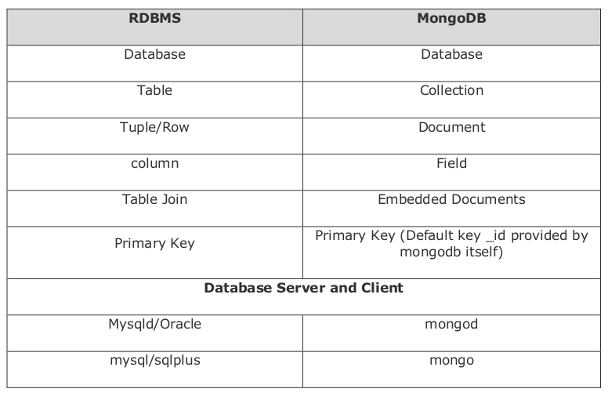 RDBMS MongoDB
Database Database
Table Collection
Tuple/Row Document
column Field
Table Join Embedded Documents
Primary Key Primary Key (Default key _id provided by
mongodb itself)
Database Server and Client
Mysqld/Oracle mongod
mysql/sqlplus mongo